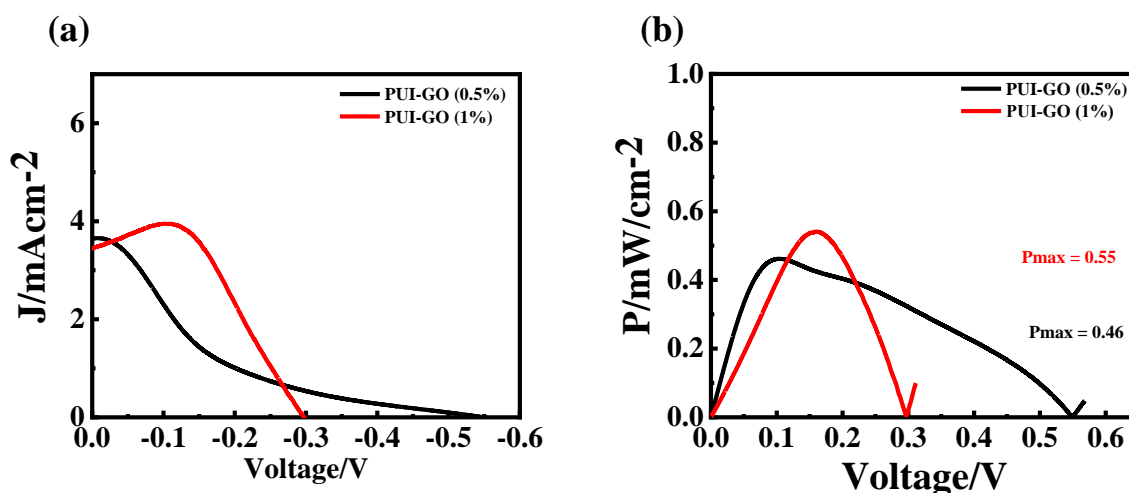 (a)
PUI-GO (0.5%)
PUI-GO (1%)
6
4
2
0
J/mAcm-2
0.0 -0.1 -0.2 -0.3 -0.4 -0.5 -0.6
Voltage/V
(b)
PUI-GO (0.5%)
PUI-GO (1%)
1.0
0.8
0.6
0.4
0.2
0.0
P/mW/cm-2
Pmax = 0.55
Pmax = 0.46
0.0 0.1 0.2 0.3 0.4 0.5 0.6
Voltage/V